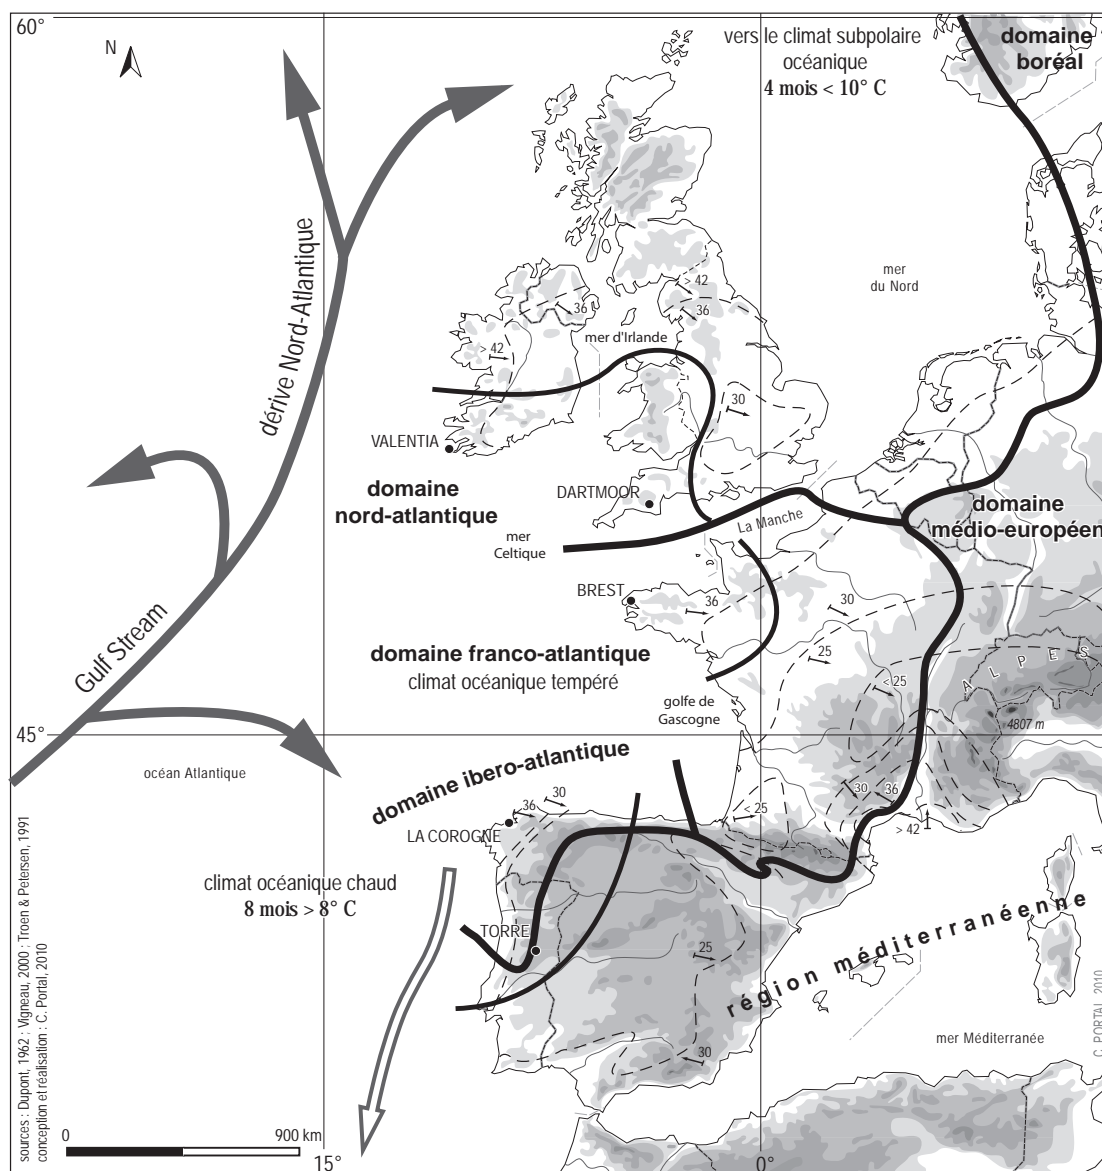 60°
N
vers le climat subpolaire
océanique
4 mois < 10° C
domaine
boréal
dérive Nord-Atlantique
mer
du Nord
> 42
36
36
mer d'Irlande
> 42
30
VALENTIA
domaine
nord-atlantique
DARTMOOR
La Manche
mer
Celtique
domaine
médio-européen
BREST
36
30
25
< 25
Gulf Stream
domaine franco-atlantique
climat océanique tempéré
golfe de
Gascogne
ALPES
4807 m
45°
océan Atlantique
domaine ibero-atlantique
36
30
< 25
30
36
> 42
LA COROGNE
climat océanique chaud
8 mois > 8° C
TORRE
25
30
région méditerranéenne
mer Méditerranée
C. PORTAL, 2010
sources : Dupont, 1962 ; Vigneau, 2000 ; Troen & Petersen, 1991
conception et réalisation : C. Portal, 2010
0
900 km
15°
0°